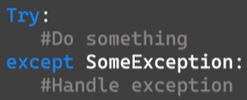 Try:
    #Do something
except SomeException:
    #Handle exception